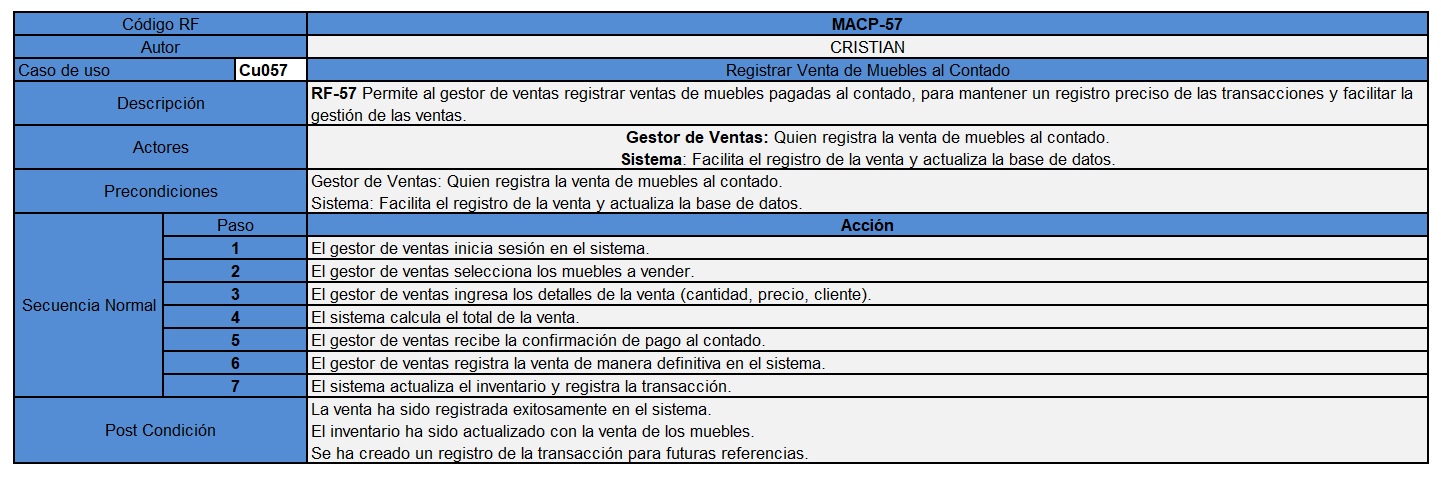 Código RF MACP-57
Autor CRISTIAN
Caso de uso Cu057 Registrar Venta de Muebles al Contado
Descripción
RF-57 Permite al gestor de ventas registrar ventas de muebles pagadas al contado, para mantener un registro preciso de las transacciones y facilitar la
gestión de las ventas.
Actores
Gestor de Ventas: Quien registra la venta de muebles al contado.
Sistema: Facilita el registro de la venta y actualiza la base de datos.
Precondiciones
Gestor de Ventas: Quien registra la venta de muebles al contado.
Sistema: Facilita el registro de la venta y actualiza la base de datos.
Secuencia Normal
Paso Acción
1 El gestor de ventas inicia sesión en el sistema.
2 El gestor de ventas selecciona los muebles a vender.
3 El gestor de ventas ingresa los detalles de la venta (cantidad, precio, cliente).
4 El sistema calcula el total de la venta.
5 El gestor de ventas recibe la confirmación de pago al contado.
6 El gestor de ventas registra la venta de manera definitiva en el sistema.
7 El sistema actualiza el inventario y registra la transacción.
Post Condición
La venta ha sido registrada exitosamente en el sistema.
El inventario ha sido actualizado con la venta de los muebles.
Se ha creado un registro de la transacción para futuras referencias.